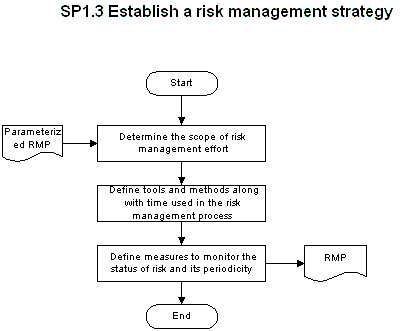 SP1.3 Establish a risk management strategy
Start
Parameteriz
ed RMP
Determine the scope of risk
management effort
Define tools and methods along
with time used in the risk
management process
Define measures to monitor the
status of risk and its periodicity
RMP
End